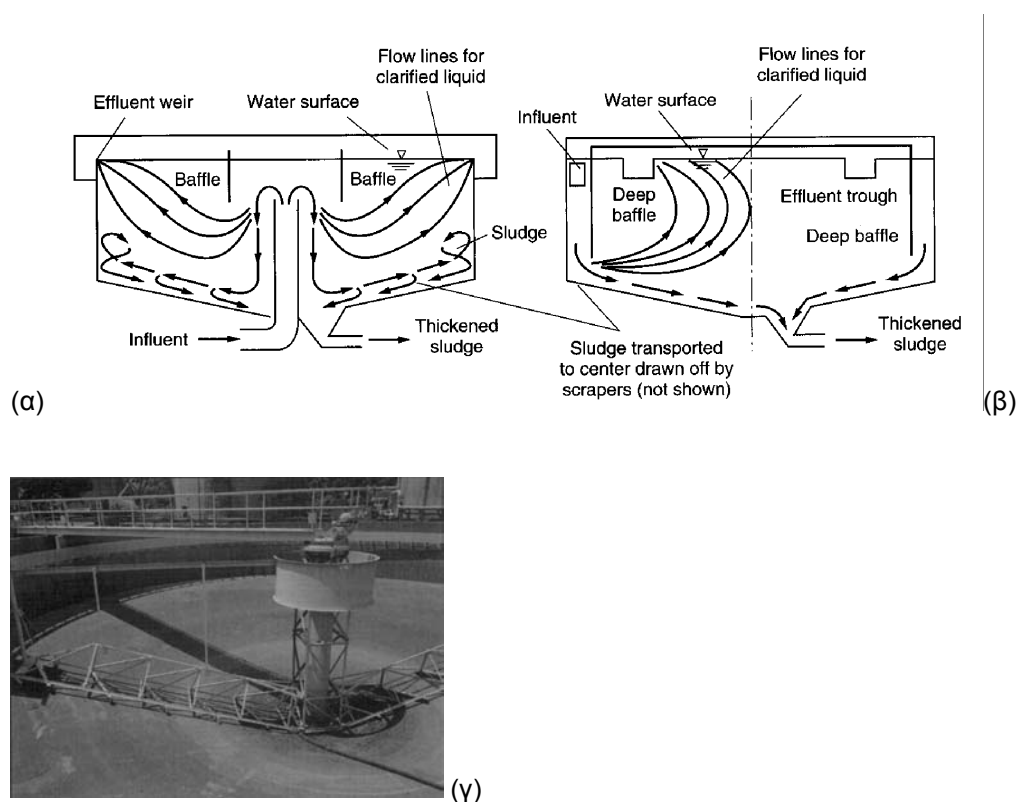 Flow lines for
clarified liquid
Effluent weir
Water surface
Baffle
Baffle
Sludge
Influent
Thickened
sludge
(α)
Flow lines for
clarified liquid
Water surface
Influent
Deep
baffle
Effluent trough
Deep baffle
Thickened
sludge
Sludge transported
to center drawn off by
scrapers (not shown)
(β)
(γ)